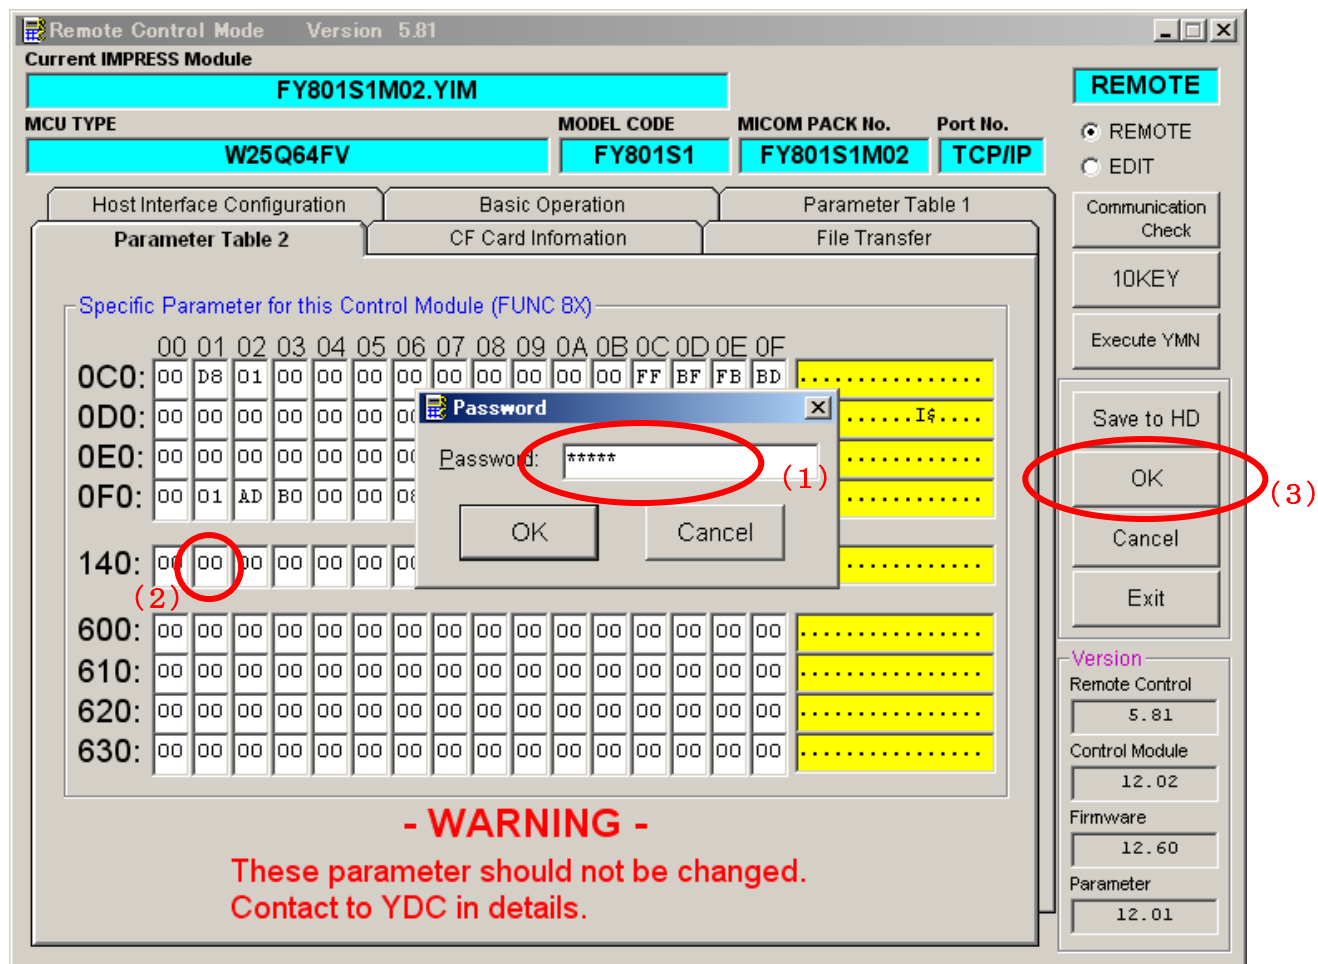 Remote Control Mode Version 5.81
Current IMPRESS Module
FY801S1M02.YIM
REMOTE
MCU TYPE MODEL CODE MICOM PACK No. Port No.
W25Q64FV FY801S1 FY801S1M02 TCP/IP
REMOTE
EDIT
Host Interface Configuration Basic Operation Parameter Table 1
Parameter Table 2 CF Card Infomation File Transfer
Communication
Check
10KEY
Execute YMN
Save to HD
OK
(3)
Cancel
Exit
Specific Parameter for this Control Module (FUNC 8X)
00 01 02 03 04 05 06 07 08 09 0A 0B 0C 0D 0E 0F
0C0: 00 D8 01 00 00 00 00 00 00 00 00 00 FF BF FB BD ................
0D0: 00 00 00 00 00 00 .......I$....
0E0: 00 00 00 00 00 00 ............
0F0: 00 01 AD B0 00 00 ............
140: 00 00 00 00 00 00 ............
(2)
600: 00 00 00 00 00 00 00 00 00 00 00 00 00 00 00 00 ................
610: 00 00 00 00 00 00 00 00 00 00 00 00 00 00 00 00 ................
620: 00 00 00 00 00 00 00 00 00 00 00 00 00 00 00 00 ................
630: 00 00 00 00 00 00 00 00 00 00 00 00 00 00 00 00 ................
Password
Password: *****
(1)
OK Cancel
- WARNING -
These parameter should not be changed.
Contact to YDC in details.
Version
Remote Control
5.81
Control Module
12.02
Firmware
12.60
Parameter
12.01